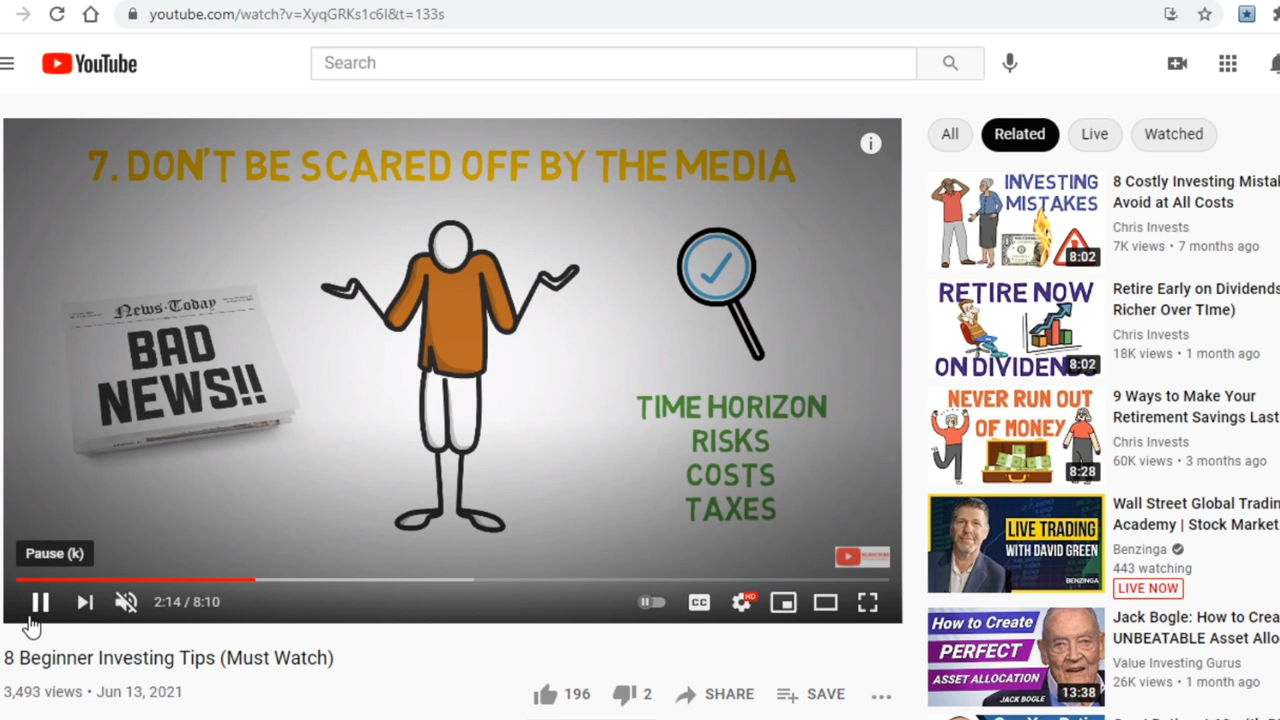 youtube.com/watch?v=XyqGRKs1c6I&t=133s
YouTube
Search
7. DON'T BE SCARED OFF BY THE MEDIA
News-Today
BAD
NEWS!!
TIME HORIZON
RISKS
COSTS
TAXES
Pause (k)
2:14 / 8:10
CC
HD
8 Beginner Investing Tips (Must Watch)
3,493 views • Jun 13, 2021
196
2
SHARE
SAVE
All
Related
Live
Watched
INVESTING
MISTAKES
8:02
8 Costly Investing Mista
Avoid at All Costs
Chris Invests
7K views • 7 months ago
RETIRE NOW
ON DIVIDEN
8:02
Retire Early on Dividends
Richer Over TIme)
Chris Invests
18K views • 1 month ago
NEVER RUN OUT
OF MONEY
8:28
9 Ways to Make Your
Retirement Savings Last
Chris Invests
60K views • 3 months ago
LIVE TRADING
WITH DAVID GREEN
BENZINGA
Wall Street Global Tradin
Academy | Stock Market
Benzinga
443 watching
LIVE NOW
How to Create
PERFECT
ASSET ALLOCATION
JACK BOGLE
13:38
Jack Bogle: How to Crea
UNBEATABLE Asset Allo
Value Investing Gurus
26K views • 1 month ago